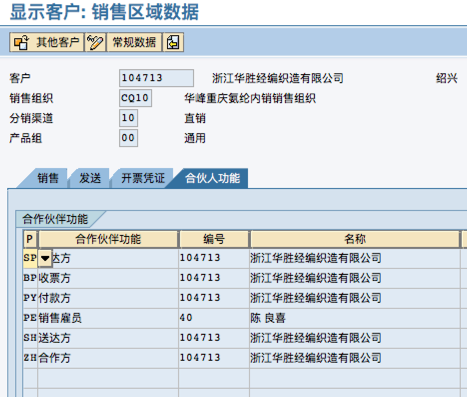 显示客户: 销售区域数据
其他客户 常规数据
客户 104713 浙江华胜经编织造有限公司 绍兴
销售组织 CQ10 华峰重庆氨纶内销销售组织
分销渠道 10 直销
产品组 00 通用
销售 发送 开票凭证 合伙人功能
合作伙伴功能
P 合作伙伴功能 编号 名称
SP 达方 104713 浙江华胜经编织造有限公司
BP 收票方 104713 浙江华胜经编织造有限公司
PY 付款方 104713 浙江华胜经编织造有限公司
PE 销售雇员 40 陈 良喜
SH 送达方 104713 浙江华胜经编织造有限公司
ZH 合作方 104713 浙江华胜经编织造有限公司